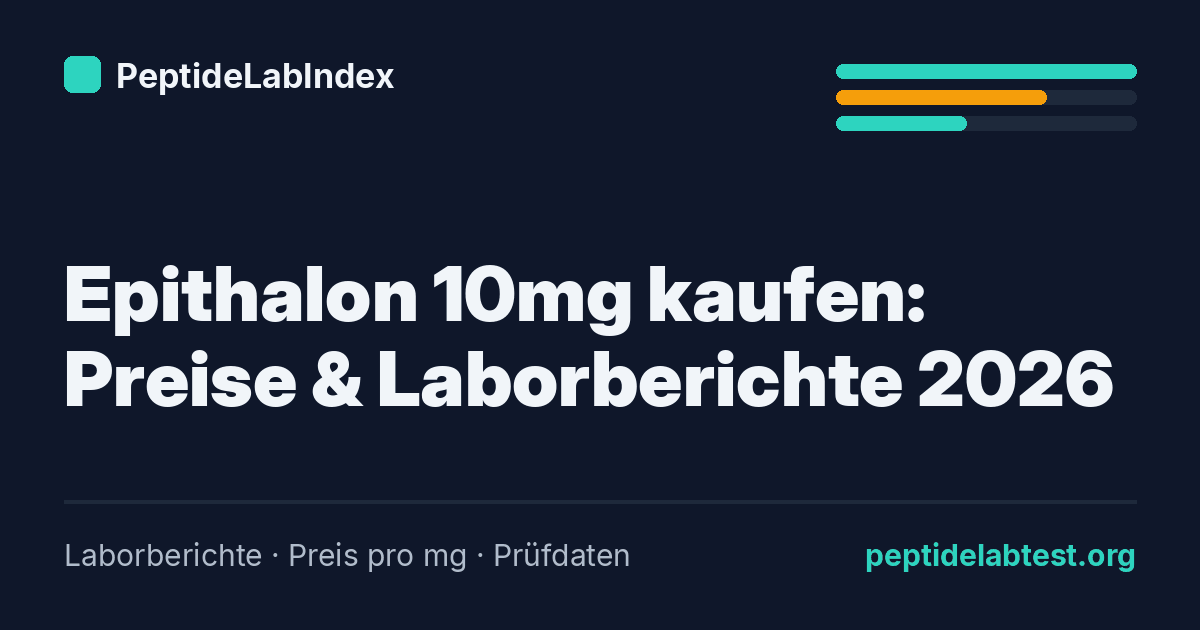 PeptideLabIndex
Epithalon 10mg kaufen:
Preise & Laborberichte 2026
Laborberichte · Preis pro mg · Prüfdaten
peptidelabtest.org